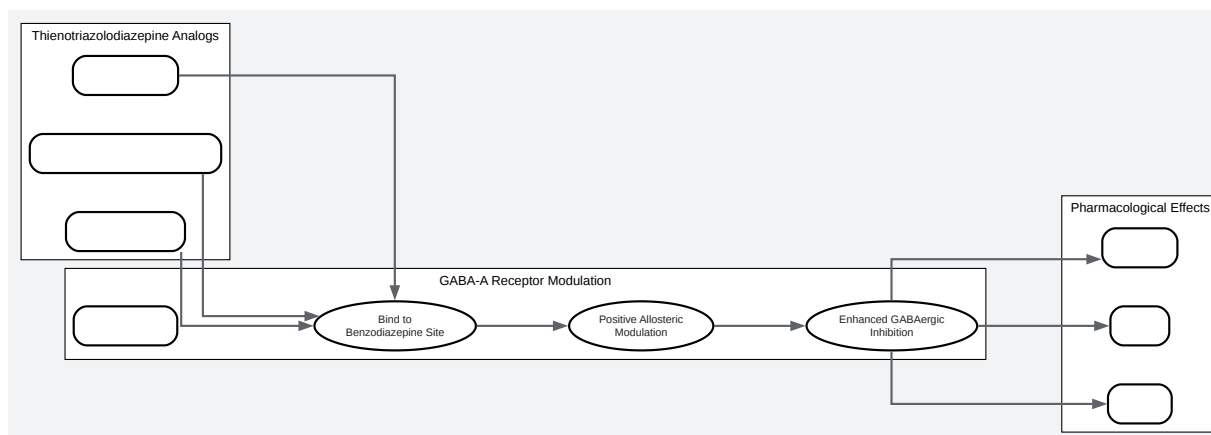 Thienotriazolodiazepine Analogs
GABA-A Receptor Modulation
Bind to
Benzodiazepine Site
Positive Allosteric
Modulation
Enhanced GABAergic
Inhibition
Pharmacological Effects